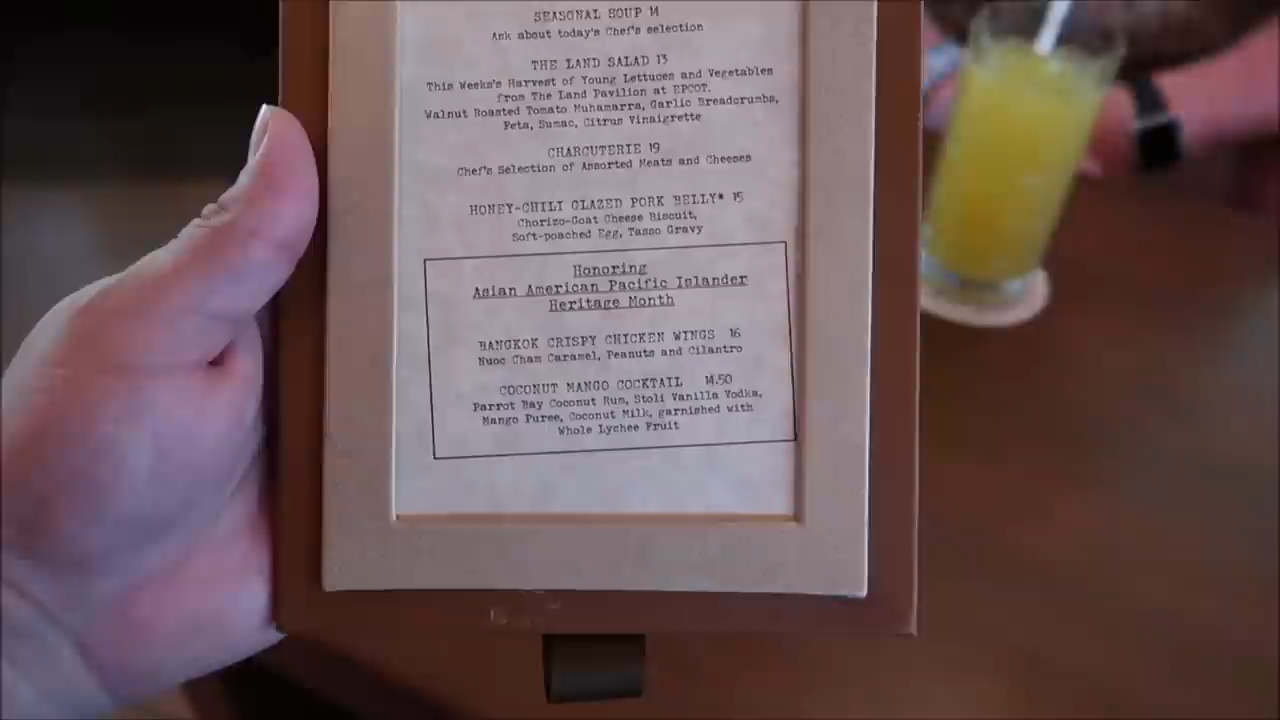 SEASONAL SOUP 14
Ask about today's Chef's selection
THE LAND SALAD 13
This Weeks's Harvest of Young Lettuces and Vegetables
from The Land Pavilion at EPCOT.
Walnut Roasted Tomato Muhamarra, Garlic Breadcrumbs,
Feta, Sumac, Citrus Vinaigrette
CHARCUTERIE 19
Chef's Selection of Assorted Meats and Cheeses
HONEY-CHILI GLAZED PORK BELLY* 15
Chorizo-Goat Cheese Biscuit,
Soft-poached Egg, Tasso Gravy
Honoring
Asian American Pacific Islander
Heritage Month
BANGKOK CRISPY CHICKEN WINGS 16
Nuoc Cham Caramel, Peanuts and Cilantro
COCONUT MANGO COCKTAIL 14.50
Parrot Bay Coconut Rum, Stoli Vanilla Vodka,
Mango Puree, Coconut Milk, garnished with
Whole Lychee Fruit